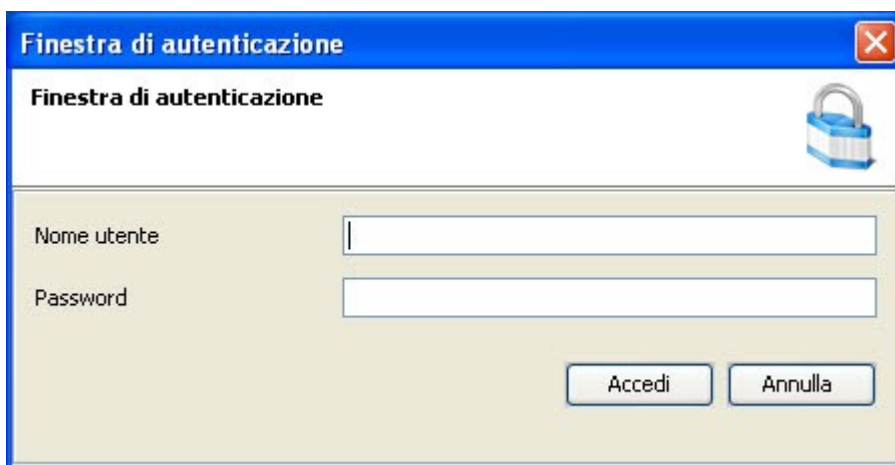 Finestra di autenticazione
Finestra di autenticazione
Nome utente
Password
Accedi Annulla